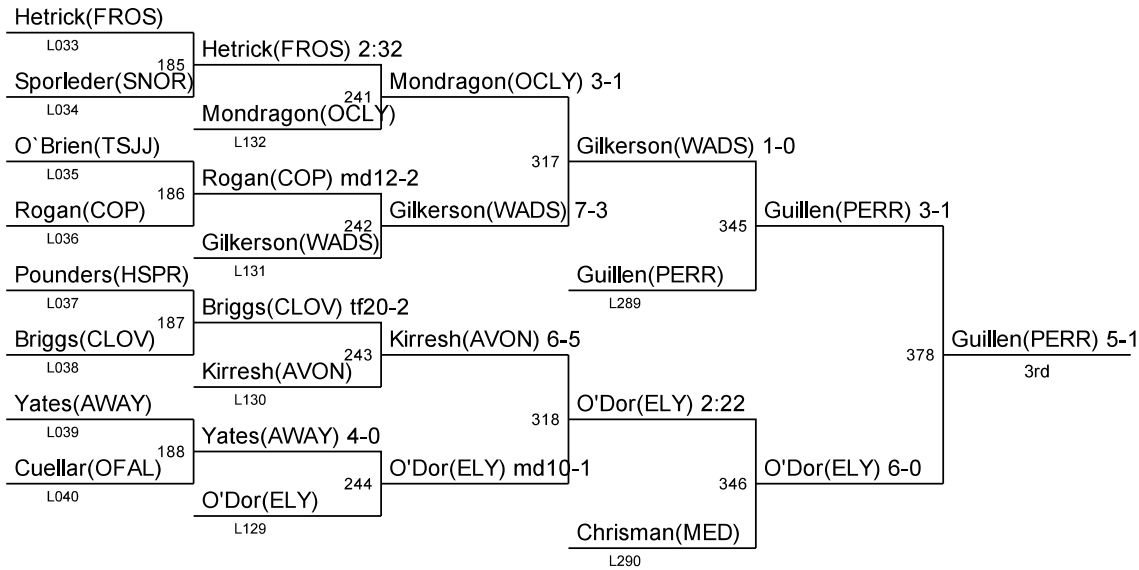 Hetrick(FROS)
L033
185
Hetrick(FROS) 2:32
Sporleder(SNOR)
L034
241
Mondragon(OCLY) 3-1
Mondragon(OCLY)
L132
O`Brien(TSJJ)
L035
317
Gilkerson(WADS) 1-0
186
Rogan(COP) md12-2
Rogan(COP)
L036
242
Gilkerson(WADS) 7-3
345
Guillen(PERR) 3-1
Gilkerson(WADS)
L131
Pounders(HSPR)
L037
Guillen(PERR)
L289
187
Briggs(CLOV) tf20-2
Briggs(CLOV)
L038
243
Kirresh(AVON) 6-5
378
Guillen(PERR) 5-1
3rd
Kirresh(AVON)
L130
Yates(AWAY)
L039
318
O'Dor(ELY) 2:22
188
Yates(AWAY) 4-0
Cuellar(OFAL)
L040
244
O'Dor(ELY) md10-1
346
O'Dor(ELY) 6-0
O'Dor(ELY)
L129
Chrisman(MED)
L290